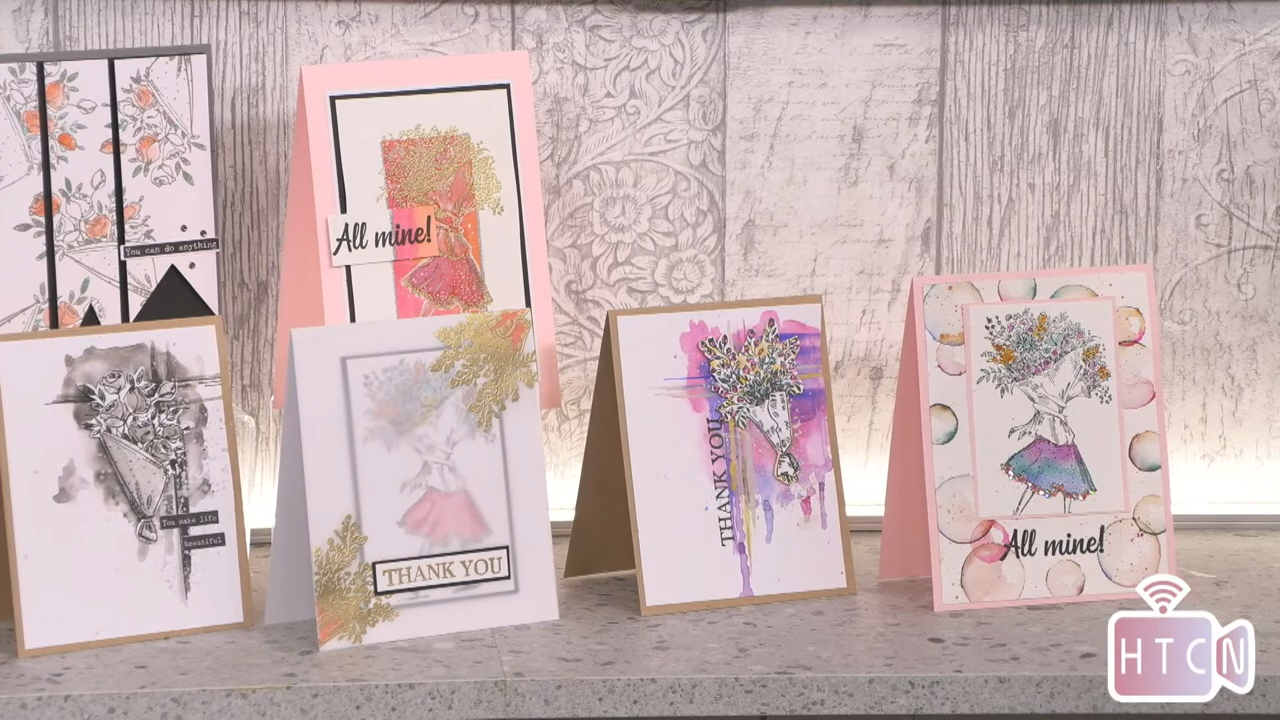 You can do anything
All mine!
You make life
beautiful
THANK YOU
THANK YOU
All mine!
HTCN